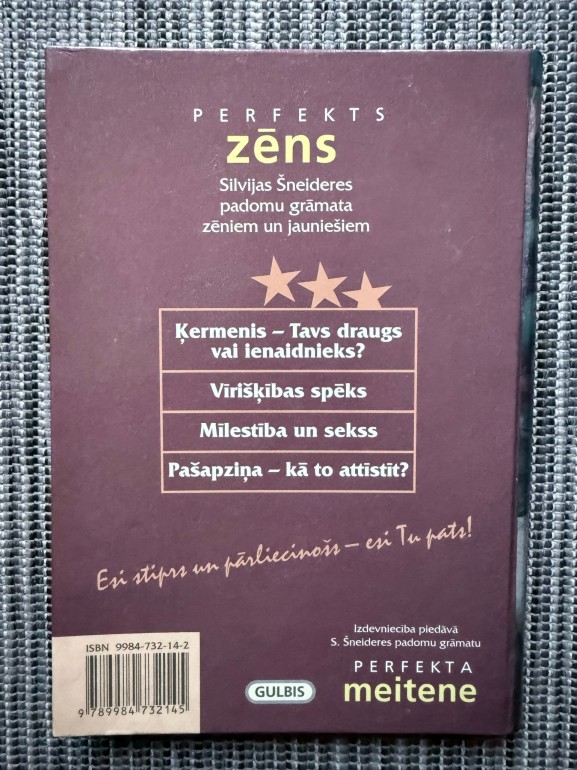 PERFEKTS
zēns
Silvijas Šneideres
padomu grāmata
zēniem un jauniešiem
Ķermenis – Tavs draugs
vai ienaidnieks?
Vīrišķības spēks
Mīlestība un sekss
Pašapziņa – kā to attīstīt?
Esi stiprs un pārliecinošs – esi Tu pats!
ISBN 9984-732-14-2
9 789984 732145
GULBIS
Izdevniecība piedāvā
S. Šneideres padomu grāmatu
PERFEKTA
meitene